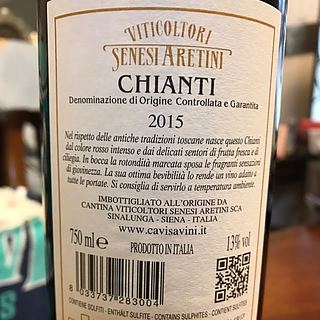 VITICOLTORI
SENESI ARETINI
CHIANTI
Denominazione di Origine Controllata e Garantita
2015
Nel rispetto delle antiche tradizioni toscane nasce questo Chianti
dal colore rosso intenso e dai delicati sentori di frutta fresca e di
ciliegia. In bocca la rotondità marcata sposa le fragranti sensazioni
di giovinezza. La sua ottima bevibilità lo rende un vino adatto a
tutte le portate. Si consiglia di servirlo a temperatura ambiente.
IMBOTTIGLIATO ALL'ORIGINE DA
CANTINA VITICOLTORI SENESI ARETINI SCA
SINALUNGA - SIENA - ITALIA
www.cavisavini.it
750 ml e
PRODOTTO IN ITALIA
13% vol
8 033737 283004
CONTIENE SOLFITI - ENTHÄLT SULFITE - CONTAINS SULPHITES - CONTIENT SULFITES